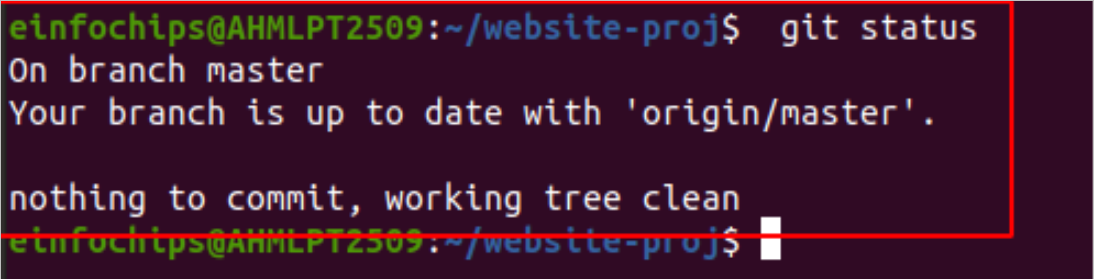 einfochips@AHMLPT2509:~/website-proj$  git status
On branch master
Your branch is up to date with 'origin/master'.
nothing to commit, working tree clean
einfochips@AHMLPT2509:~/website-proj$